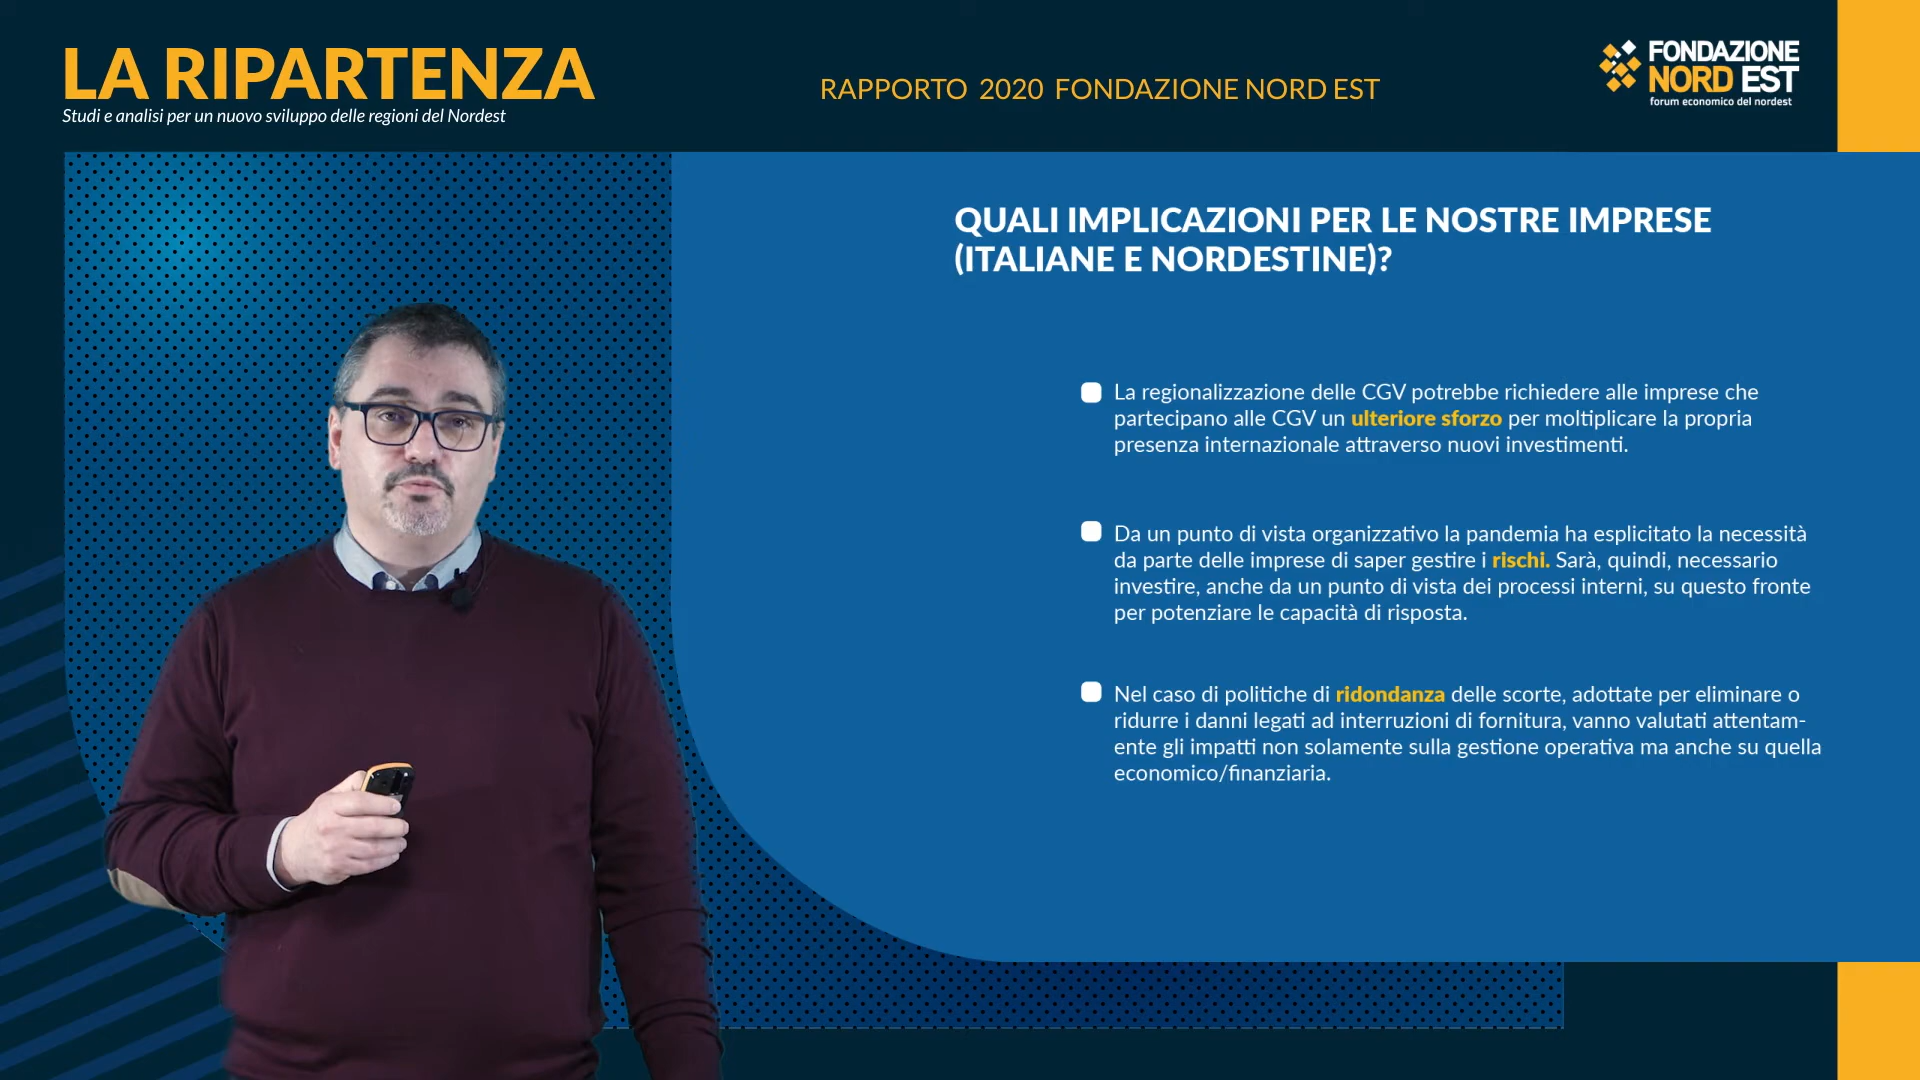 LA RIPARTENZA
Studi e analisi per un nuovo sviluppo delle regioni del Nordest
RAPPORTO 2020 FONDAZIONE NORD EST
FONDAZIONE
NORD EST
forum economico del nordest
QUALI IMPLICAZIONI PER LE NOSTRE IMPRESE
(ITALIANE E NORDESTINE)?
La regionalizzazione delle CGV potrebbe richiedere alle imprese che
partecipano alle CGV un ulteriore sforzo per moltiplicare la propria
presenza internazionale attraverso nuovi investimenti.
Da un punto di vista organizzativo la pandemia ha esplicitato la necessità
da parte delle imprese di saper gestire i rischi. Sarà, quindi, necessario
investire, anche da un punto di vista dei processi interni, su questo fronte
per potenziare le capacità di risposta.
Nel caso di politiche di ridondanza delle scorte, adottate per eliminare o
ridurre i danni legati ad interruzioni di fornitura, vanno valutati attentam-
ente gli impatti non solamente sulla gestione operativa ma anche su quella
economico/finanziaria.